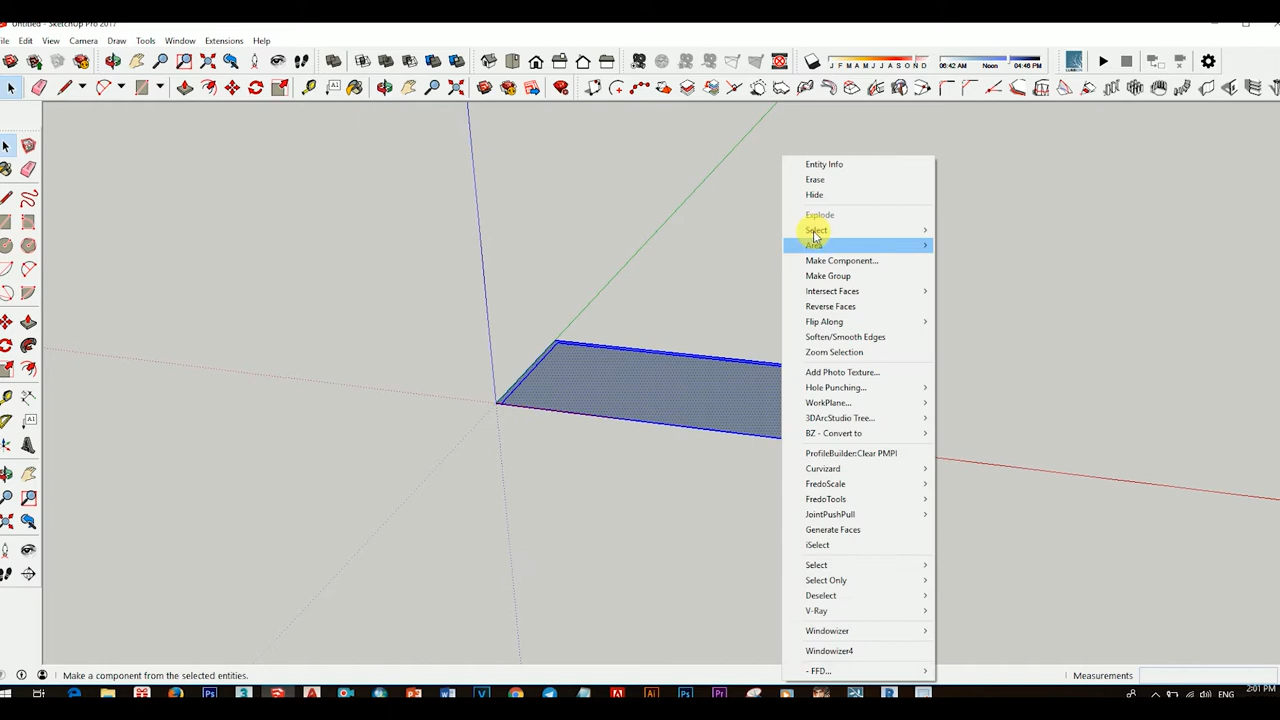 Untitled - SketchUp Pro 2017
File Edit View Camera Draw Tools Window Extensions Help
J F M A M J J A S O N D 06:42 AM Noon 04:46 PM
Entity Info
Erase
Hide
Explode
Select
Area
Make Component...
Make Group
Intersect Faces
Reverse Faces
Flip Along
Soften/Smooth Edges
Zoom Selection
Add Photo Texture...
Hole Punching...
WorkPlane...
3DArcStudio Tree...
BZ - Convert to
ProfileBuilder:Clear PMPI
Curvizard
FredoScale
FredoTools
JointPushPull
Generate Faces
iSelect
Select
Select Only
Deselect
V-Ray
Windowizer
Windowizer4
- FFD...
Make a component from the selected entities.
Measurements
ENG
2:01 PM